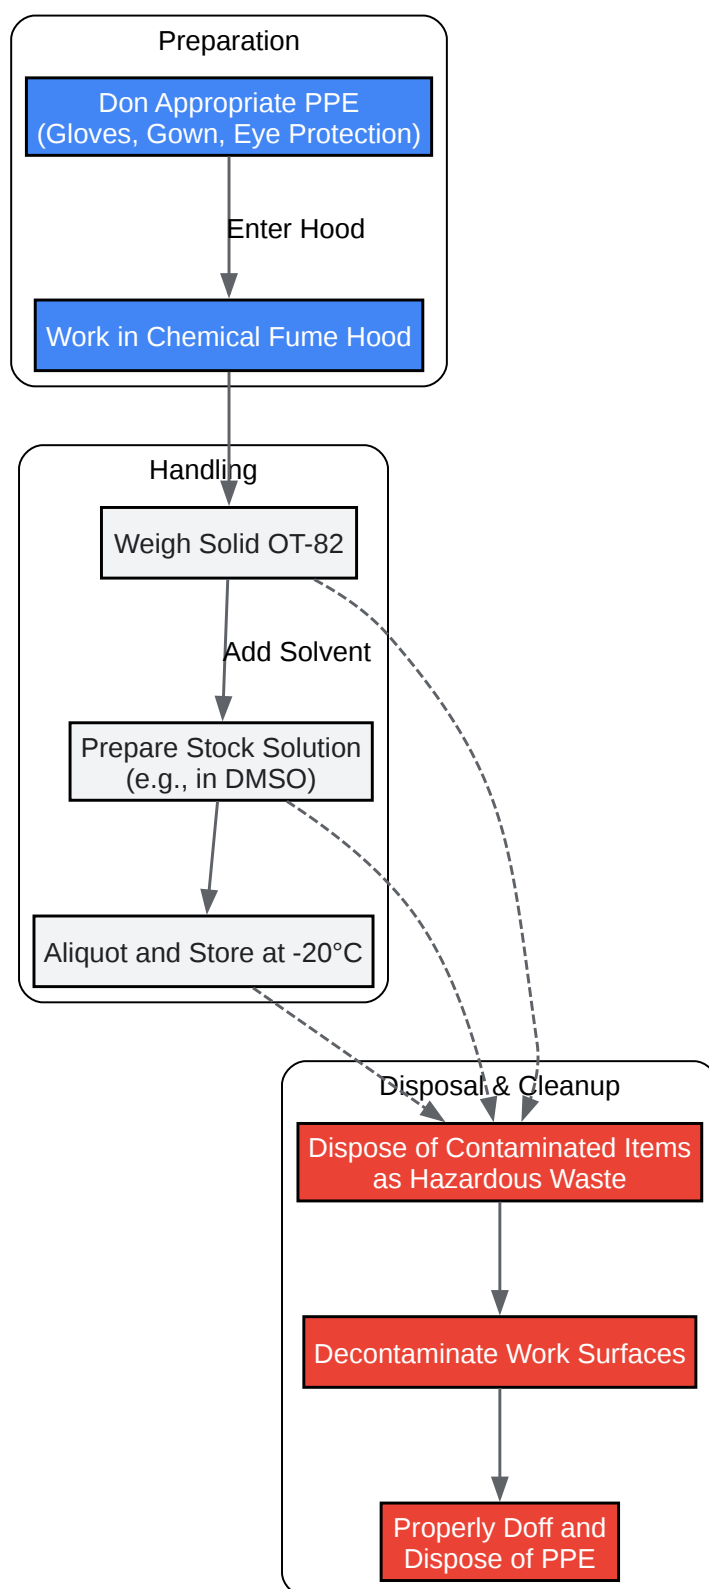 Preparation
Don Appropriate PPE
(Gloves, Gown, Eye Protection)
Enter Hood
Work in Chemical Fume Hood
Handling
Weigh Solid OT-82
Add Solvent
Prepare Stock Solution
(e.g., in DMSO)
Aliquot and Store at -20°C
Disposal & Cleanup
Dispose of Contaminated Items
as Hazardous Waste
Decontaminate Work Surfaces
Properly Doff and
Dispose of PPE